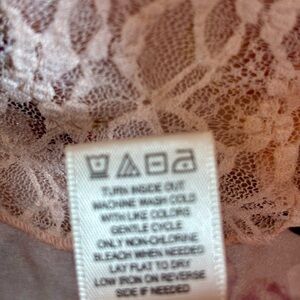 TURN INSIDE OUT
MACHINE WASH COLD
WITH LIKE COLORS
GENTLE CYCLE
ONLY NON-CHLORINE
BLEACH WHEN NEEDED
LAY FLAT TO DRY
LOW IRON ON REVERSE
SIDE IF NEEDED